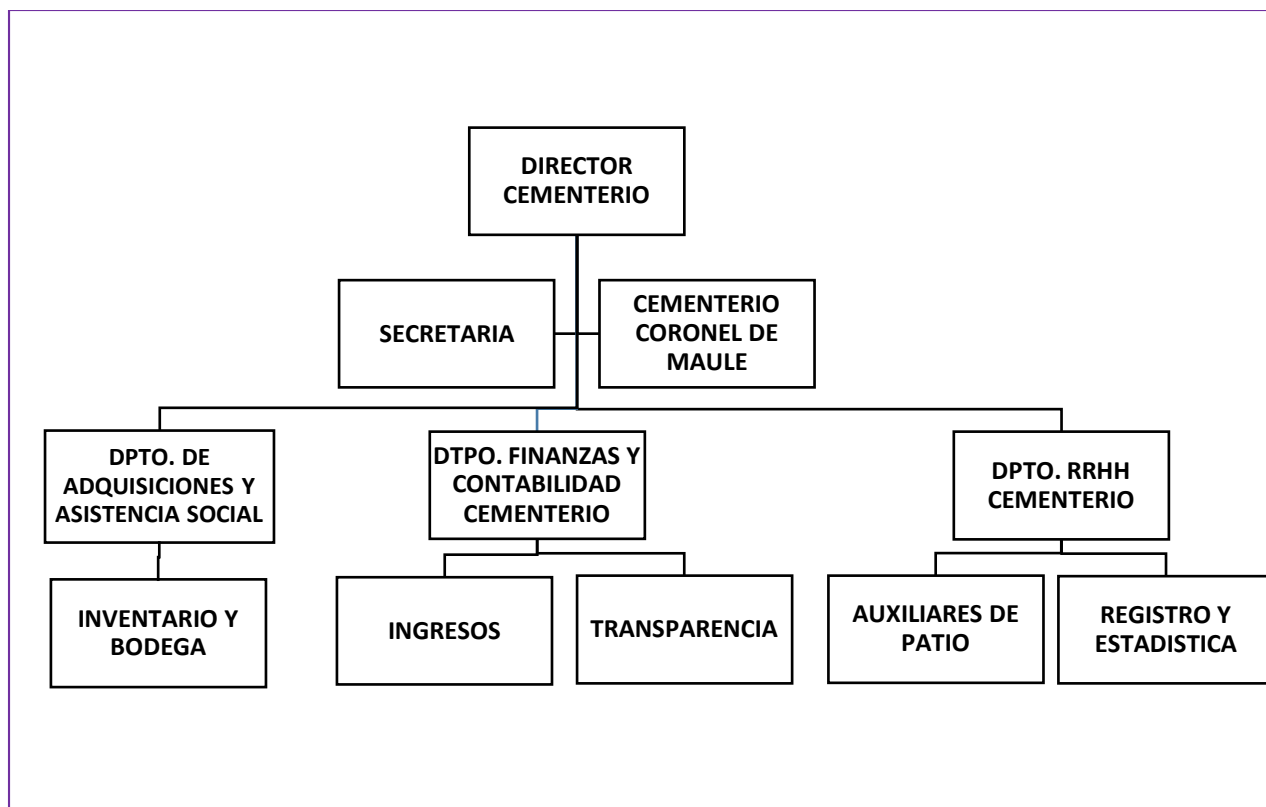 DIRECTOR
CEMENTERIO
SECRETARIA
CEMENTERIO
CORONEL DE
MAULE
DPTO. DE
ADQUISICIONES Y
ASISTENCIA SOCIAL
DTPO. FINANZAS Y
CONTABILIDAD
CEMENTERIO
DPTO. RRHH
CEMENTERIO
INVENTARIO Y
BODEGA
INGRESOS
TRANSPARENCIA
AUXILIARES DE
PATIO
REGISTRO Y
ESTADISTICA